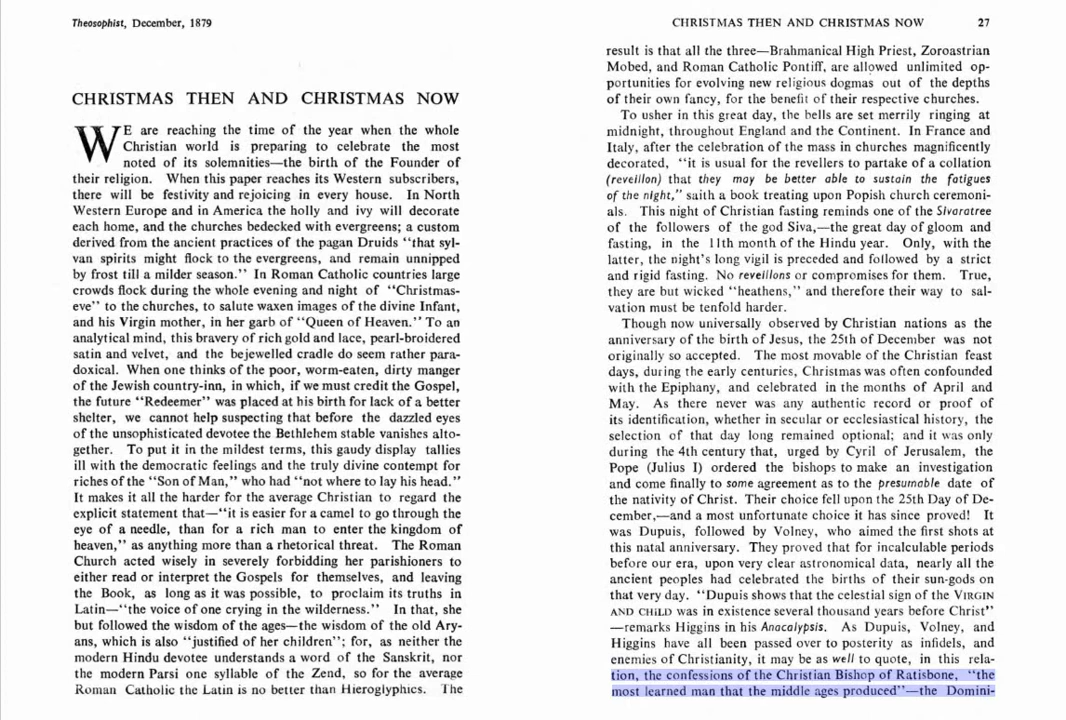 Theosophist, December, 1879
CHRISTMAS THEN AND CHRISTMAS NOW
WE are reaching the time of the year when the whole
Christian world is preparing to celebrate the most
noted of its solemnities—the birth of the Founder of
their religion. When this paper reaches its Western subscribers,
there will be festivity and rejoicing in every house. In North
Western Europe and in America the holly and ivy will decorate
each home, and the churches bedecked with evergreens; a custom
derived from the ancient practices of the pagan Druids "that syl-
van spirits might flock to the evergreens, and remain unnipped
by frost till a milder season." In Roman Catholic countries large
crowds flock during the whole evening and night of "Christmas-
eve" to the churches, to salute waxen images of the divine Infant,
and his Virgin mother, in her garb of "Queen of Heaven." To an
analytical mind, this bravery of rich gold and lace, pearl-broidered
satin and velvet, and the bejewelled cradle do seem rather para-
doxical. When one thinks of the poor, worm-eaten, dirty manger
of the Jewish country-inn, in which, if we must credit the Gospel,
the future "Redeemer" was placed at his birth for lack of a better
shelter, we cannot help suspecting that before the dazzled eyes
of the unsophisticated devotee the Bethlehem stable vanishes alto-
gether. To put it in the mildest terms, this gaudy display tallies
ill with the democratic feelings and the truly divine contempt for
riches of the "Son of Man," who had "not where to lay his head."
It makes it all the harder for the average Christian to regard the
explicit statement that—"it is easier for a camel to go through the
eye of a needle, than for a rich man to enter the kingdom of
heaven," as anything more than a rhetorical threat. The Roman
Church acted wisely in severely forbidding her parishioners to
either read or interpret the Gospels for themselves, and leaving
the Book, as long as it was possible, to proclaim its truths in
Latin—"the voice of one crying in the wilderness." In that, she
but followed the wisdom of the ages—the wisdom of the old Ary-
ans, which is also "justified of her children"; for, as neither the
modern Hindu devotee understands a word of the Sanskrit, nor
the modern Parsi one syllable of the Zend, so for the average
Roman Catholic the Latin is no better than Hieroglyphics. The
CHRISTMAS THEN AND CHRISTMAS NOW 27
result is that all the three—Brahmanical High Priest, Zoroastrian
Mobed, and Roman Catholic Pontiff, are allowed unlimited op-
portunities for evolving new religious dogmas out of the depths
of their own fancy, for the benefit of their respective churches.
To usher in this great day, the bells are set merrily ringing at
midnight, throughout England and the Continent. In France and
Italy, after the celebration of the mass in churches magnificently
decorated, "it is usual for the revellers to partake of a collation
(reveillon) that they may be better able to sustain the fatigues
of the night," saith a book treating upon Popish church ceremoni-
als. This night of Christian fasting reminds one of the Sivaratree
of the followers of the god Siva,—the great day of gloom and
fasting, in the 11th month of the Hindu year. Only, with the
latter, the night's long vigil is preceded and followed by a strict
and rigid fasting. No reveillons or compromises for them. True,
they are but wicked "heathens," and therefore their way to sal-
vation must be tenfold harder.
Though now universally observed by Christian nations as the
anniversary of the birth of Jesus, the 25th of December was not
originally so accepted. The most movable of the Christian feast
days, during the early centuries, Christmas was often confounded
with the Epiphany, and celebrated in the months of April and
May. As there never was any authentic record or proof of
its identification, whether in secular or ecclesiastical history, the
selection of that day long remained optional; and it was only
during the 4th century that, urged by Cyril of Jerusalem, the
Pope (Julius I) ordered the bishops to make an investigation
and come finally to some agreement as to the presumable date of
the nativity of Christ. Their choice fell upon the 25th Day of De-
cember,—and a most unfortunate choice it has since proved! It
was Dupuis, followed by Volney, who aimed the first shots at
this natal anniversary. They proved that for incalculable periods
before our era, upon very clear astronomical data, nearly all the
ancient peoples had celebrated the births of their sun-gods on
that very day. "Dupuis shows that the celestial sign of the VIRGIN
AND CHILD was in existence several thousand years before Christ"
—remarks Higgins in his Anacalypsis. As Dupuis, Volney, and
Higgins have all been passed over to posterity as infidels, and
enemies of Christianity, it may be as well to quote, in this rela-
tion, the confessions of the Christian Bishop of Ratisbone, "the
most learned man that the middle ages produced"—the Domini-